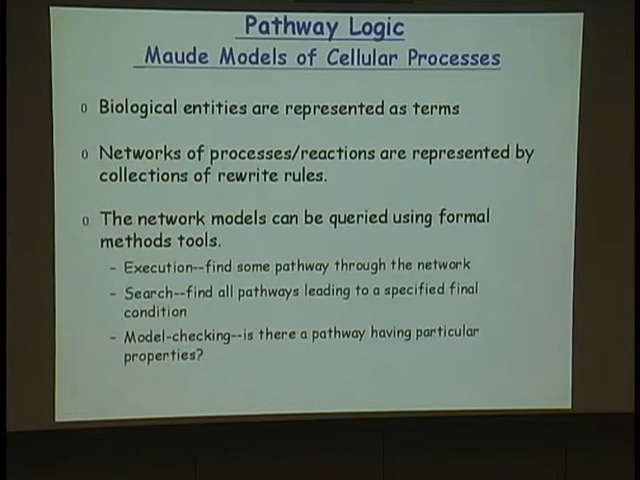 Pathway Logic
Maude Models of Cellular Processes
0 Biological entities are represented as terms
0 Networks of processes/reactions are represented by
collections of rewrite rules.
0 The network models can be queried using formal
methods tools.
- Execution--find some pathway through the network
- Search--find all pathways leading to a specified final
condition
- Model-checking--is there a pathway having particular
properties?